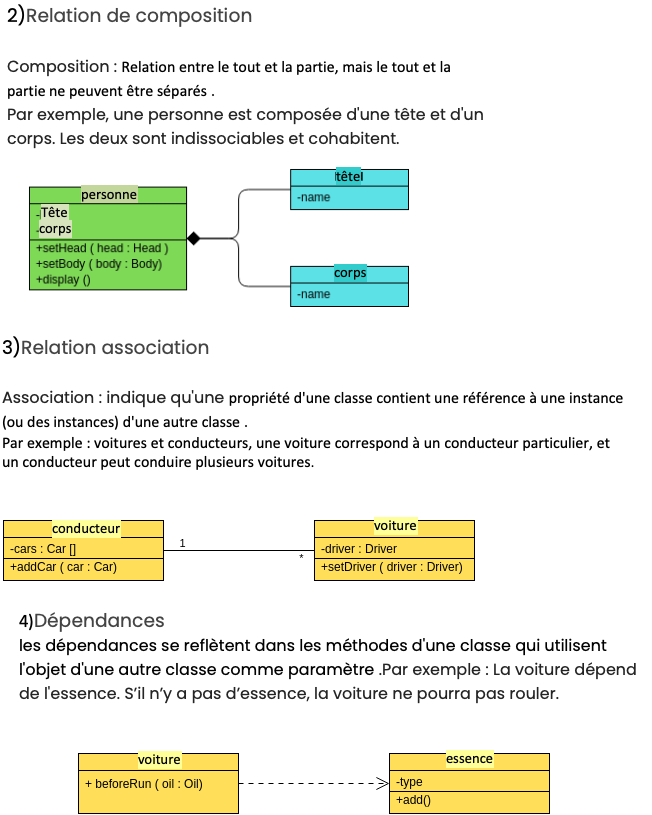 2)Relation de composition
Composition : Relation entre le tout et la partie, mais le tout et la
partie ne peuvent être séparés .
Par exemple, une personne est composée d'une tête et d'un
corps. Les deux sont indissociables et cohabitent.
personne
-Tête
-corps
+setHead ( head : Head )
+setBody ( body : Body)
+display ()
têtel
-name
corps
-name
3)Relation association
Association : indique qu'une propriété d'une classe contient une référence à une instance
(ou des instances) d'une autre classe .
Par exemple : voitures et conducteurs, une voiture correspond à un conducteur particulier, et
un conducteur peut conduire plusieurs voitures.
conducteur
-cars : Car []
+addCar ( car : Car)
1
*
voiture
-driver : Driver
+setDriver ( driver : Driver)
4)Dépendances
les dépendances se reflètent dans les méthodes d'une classe qui utilisent
l'objet d'une autre classe comme paramètre .Par exemple : La voiture dépend
de l'essence. S’il n’y a pas d’essence, la voiture ne pourra pas rouler.
voiture
+ beforeRun ( oil : Oil)
essence
-type
+add()